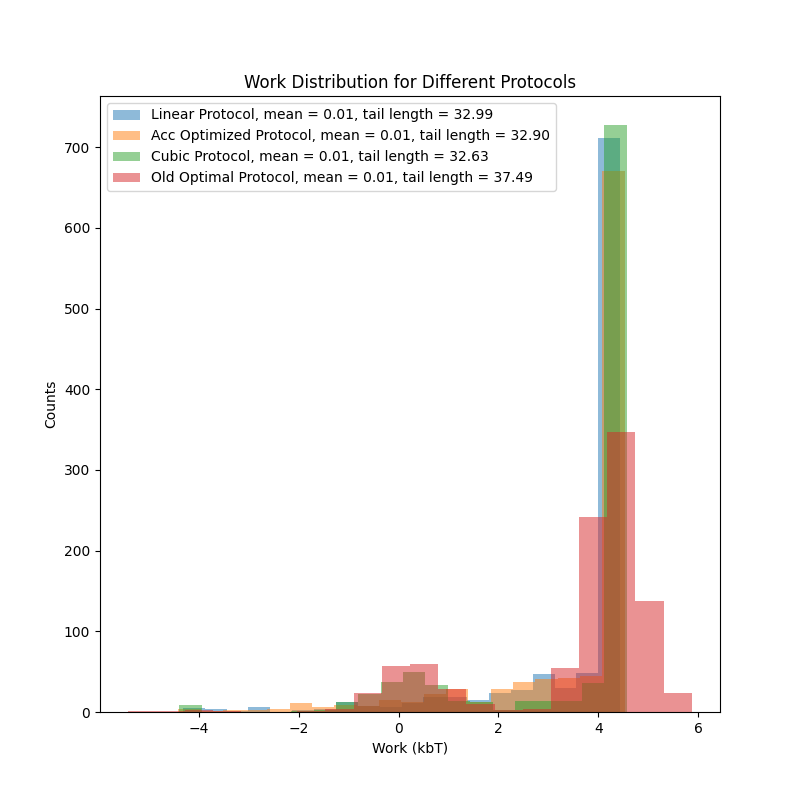 Work Distribution for Different Protocols
Linear Protocol, mean = 0.01, tail length = 32.99
Acc Optimized Protocol, mean = 0.01, tail length = 32.90
Cubic Protocol, mean = 0.01, tail length = 32.63
Old Optimal Protocol, mean = 0.01, tail length = 37.49
700
600
500
400
300
200
100
0
Counts
−4 −2 0 2 4 6
Work (kbT)